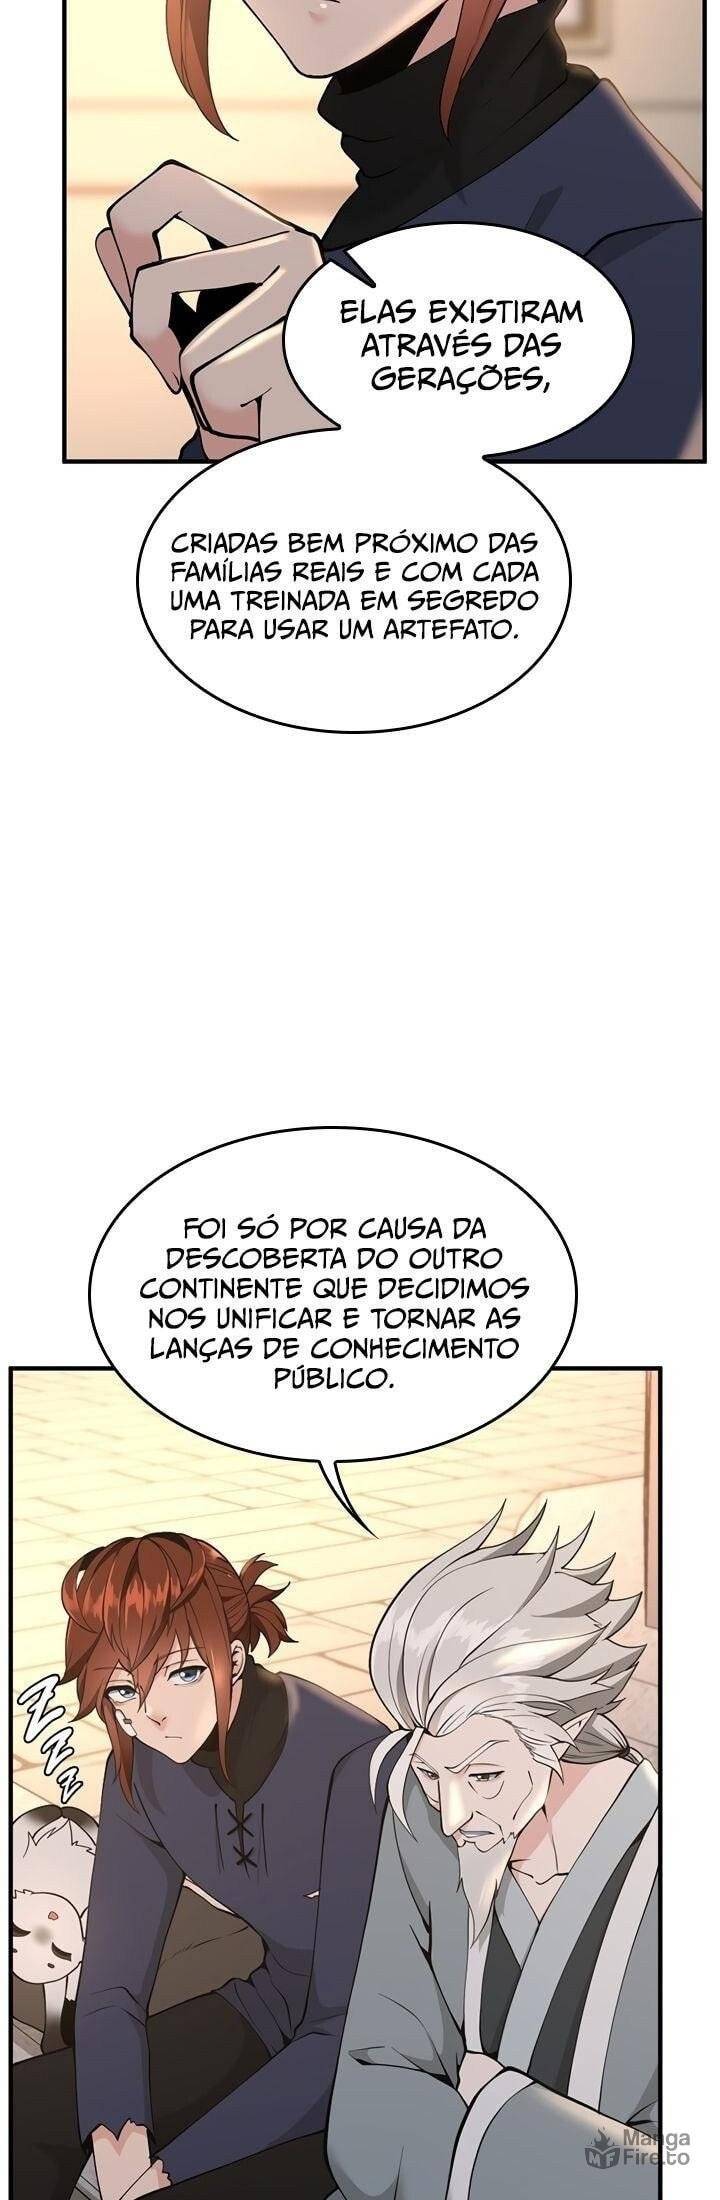 ELAS EXISTIRAM
ATRAVÉS DAS
GERAÇÕES,
CRIADAS BEM PRÓXIMO DAS
FAMÍLIAS REAIS E COM CADA
UMA TREINADA EM SEGREDO
PARA USAR UM ARTEFATO.
FOI SÓ POR CAUSA DA
DESCOBERTA DO OUTRO
CONTINENTE QUE DECIDIMOS
NOS UNIFICAR E TORNAR AS
LANÇAS DE CONHECIMENTO
PÚBLICO.
Z
Z
Z
Z
Manga
MF Fire.to